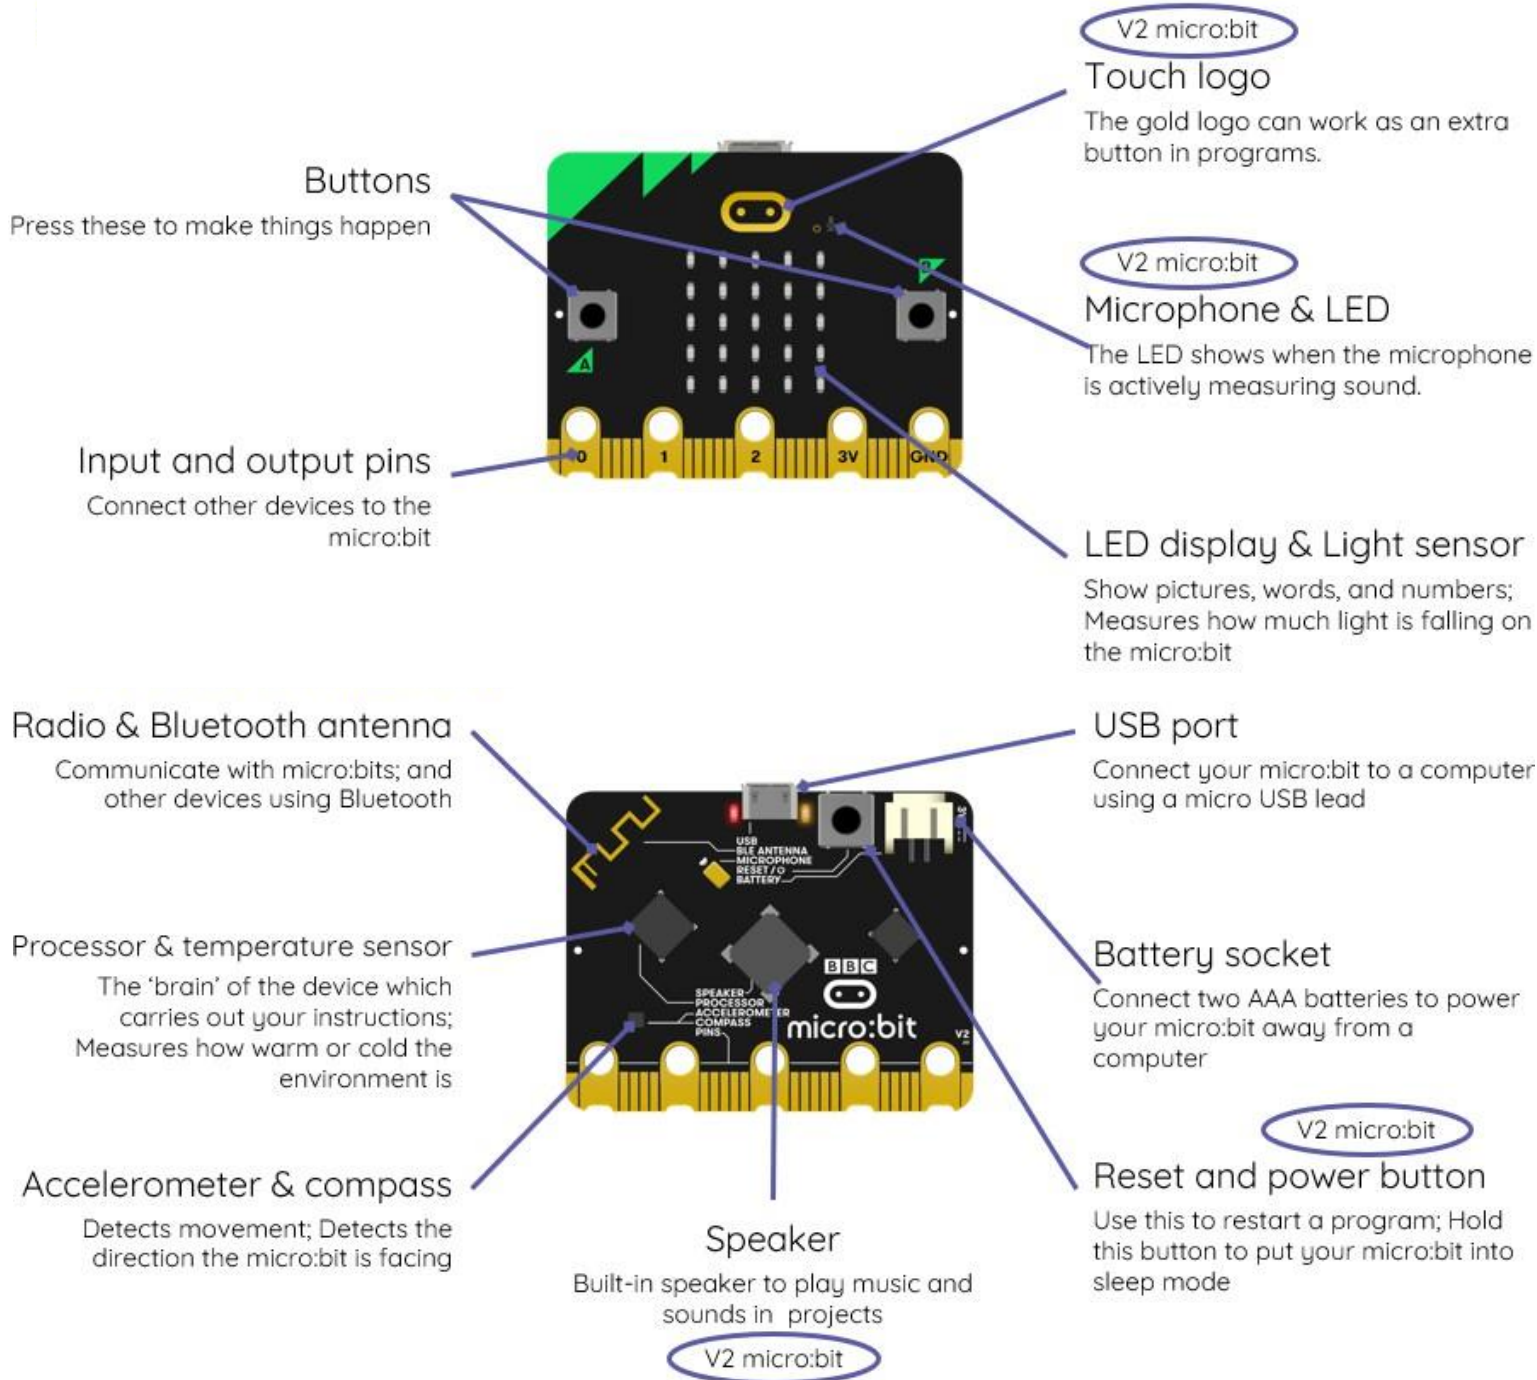 V2 micro:bit
Touch logo
The gold logo can work as an extra
button in programs.
Buttons
Press these to make things happen
V2 micro:bit
Microphone & LED
The LED shows when the microphone
is actively measuring sound.
B
A
0 1 2 3V GND
Input and output pins
Connect other devices to the
micro:bit
LED display & Light sensor
Show pictures, words, and numbers;
Measures how much light is falling on
the micro:bit
Radio & Bluetooth antenna
Communicate with micro:bits; and
other devices using Bluetooth
USB port
Connect your micro:bit to a computer
using a micro USB lead
USB
BLE ANTENNA
MICROPHONE
RESET /
BATTERY
Processor & temperature sensor
The ‘brain’ of the device which
carries out your instructions;
Measures how warm or cold the
environment is
Battery socket
Connect two AAA batteries to power
your micro:bit away from a
computer
BBC
micro:bit
V2
SPEAKER
PROCESSOR
ACCELEROMETER
COMPASS
PINS
Accelerometer & compass
Detects movement; Detects the
direction the micro:bit is facing
Speaker
Built-in speaker to play music and
sounds in projects
V2 micro:bit
V2 micro:bit
Reset and power button
Use this to restart a program; Hold
this button to put your micro:bit into
sleep mode